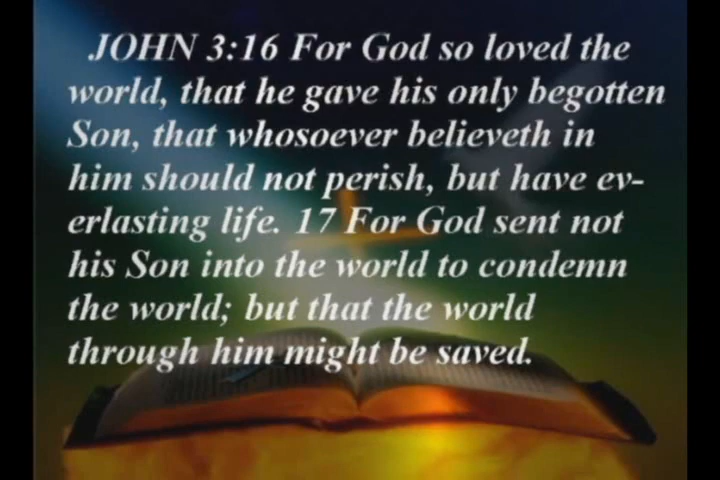 JOHN 3:16 For God so loved the
world, that he gave his only begotten
Son, that whosoever believeth in
him should not perish, but have ev-
erlasting life. 17 For God sent not
his Son into the world to condemn
the world; but that the world
through him might be saved.